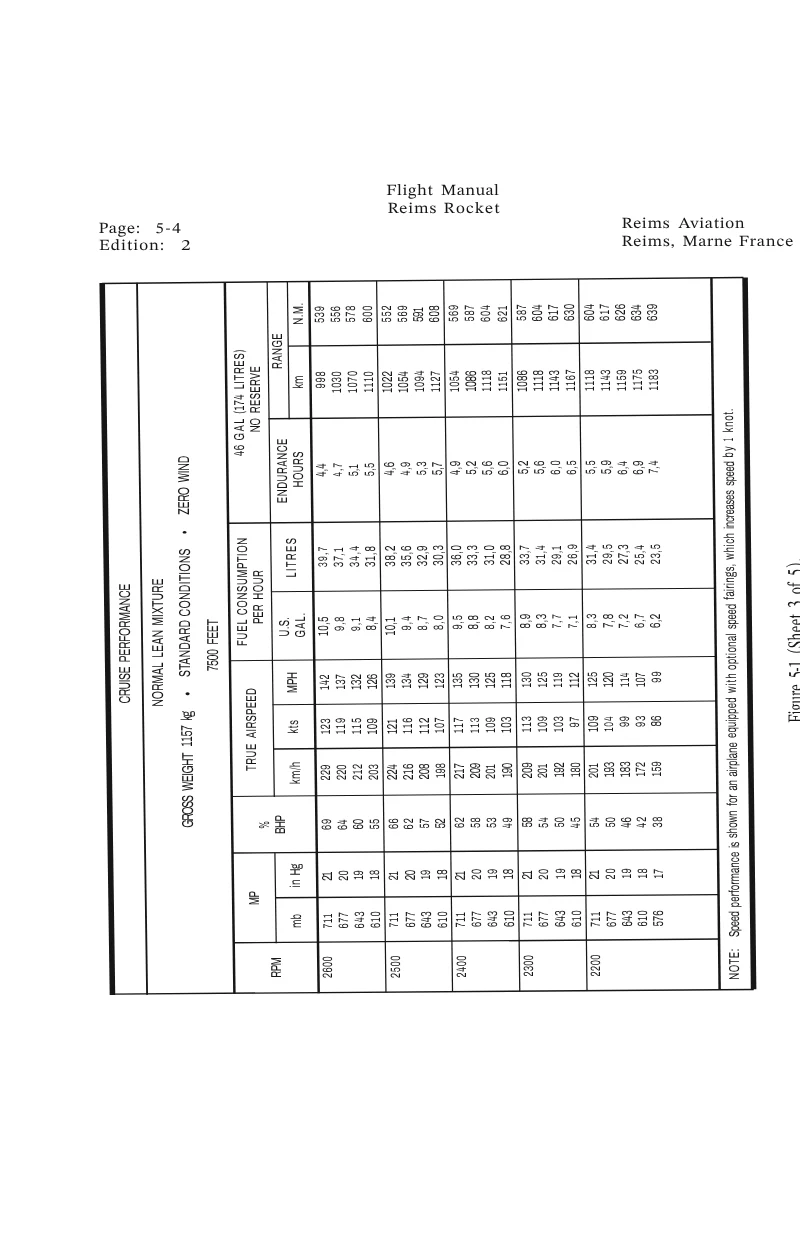 Flight Manual
Reims Rocket
Page: 5-4
Edition: 2
Reims Aviation
Reims, Marne France
CRUISE PERFORMANCE
NORMAL LEAN MIXTURE
GROSS WEIGHT 1157 kg • STANDARD CONDITIONS • ZERO WIND
7500 FEET
RPM MP % BHP TRUE AIRSPEED FUEL CONSUMPTION PER HOUR 46 GAL (174 LITRES) NO RESERVE
ENDURANCE HOURS RANGE
mb in Hg km/h kts MPH U.S. GAL. LITRES km N.M.
2600 711 21 69 229 123 142 10,5 39,7 4,4 998 539
677 20 64 220 119 137 9,8 37,1 4,7 1030 556
643 19 60 212 115 132 9,1 34,4 5,1 1070 578
610 18 55 203 109 126 8,4 31,8 5,5 1110 600
2500 711 21 66 224 121 139 10,1 38,2 4,6 1022 552
677 20 62 216 116 134 9,4 35,6 4,9 1054 569
643 19 57 208 112 129 8,7 32,9 5,3 1094 591
610 18 52 198 107 123 8,0 30,3 5,7 1127 608
2400 711 21 62 217 117 135 9,5 36,0 4,9 1054 569
677 20 58 209 113 130 8,8 33,3 5,2 1086 587
643 19 53 201 109 125 8,2 31,0 5,6 1118 604
610 18 49 190 103 118 7,6 28,8 6,0 1151 621
2300 711 21 58 209 113 130 8,9 33,7 5,2 1086 587
677 20 54 201 109 125 8,3 31,4 5,6 1118 604
643 19 50 192 103 119 7,7 29,1 6,0 1143 617
610 18 45 180 97 112 7,1 26,9 6,5 1167 630
2200 711 21 54 201 109 125 8,3 31,4 5,5 1118 604
677 20 50 193 104 120 7,8 29,5 5,9 1143 617
643 19 46 183 99 114 7,2 27,3 6,4 1159 626
610 18 42 172 93 107 6,7 25,4 6,9 1175 634
576 17 38 159 86 99 6,2 23,5 7,4 1183 639
NOTE: Speed performance is shown for an airplane equipped with optional speed fairings, which increases speed by 1 knot.
Figure 5-1 (Sheet 3 of 5).